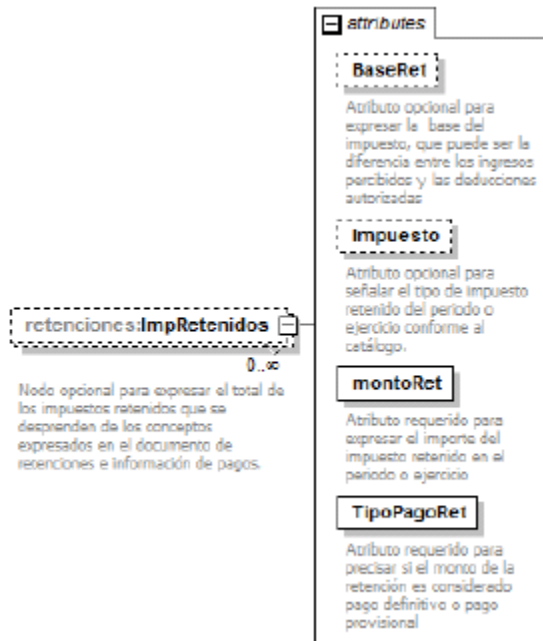 attributes
BaseRet
Atributo opcional para
expresar la base del
impuesto, que puede ser la
diferencia entre los ingresos
percibidos y las deducciones
autorizadas
Impuesto
Atributo opcional para
señalar el tipo de impuesto
retenido del periodo o
ejercicio conforme al
catálogo.
retenciones:ImpRetenidos
0..∞
Nodo opcional para expresar el total de
los impuestos retenidos que se
desprenden de los conceptos
expresados en el documento de
retenciones e información de pagos.
montoRet
Atributo requerido para
expresar el importe del
impuesto retenido en el
periodo o ejercicio
TipoPagoRet
Atributo requerido para
precisar si el monto de la
retención es considerado
pago definitivo o pago
provisional